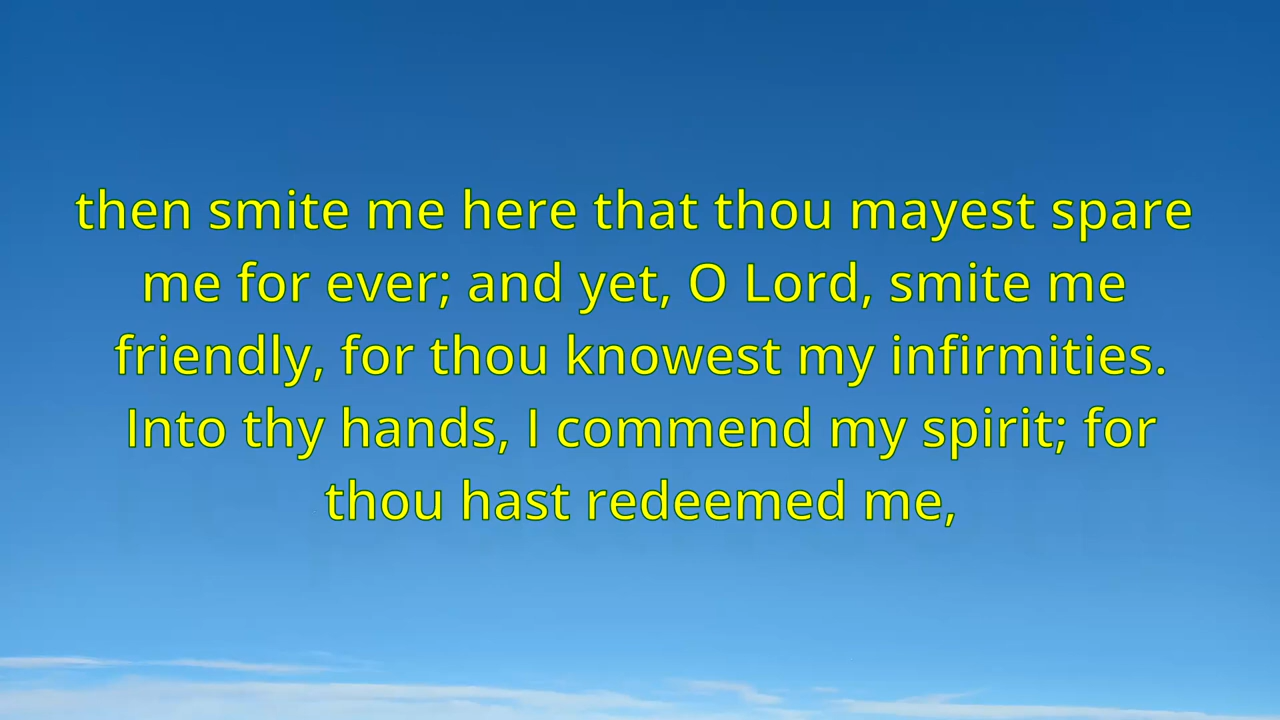 then smite me here that thou mayest spare
me for ever; and yet, O Lord, smite me
friendly, for thou knowest my infirmities.
Into thy hands, I commend my spirit; for
thou hast redeemed me,